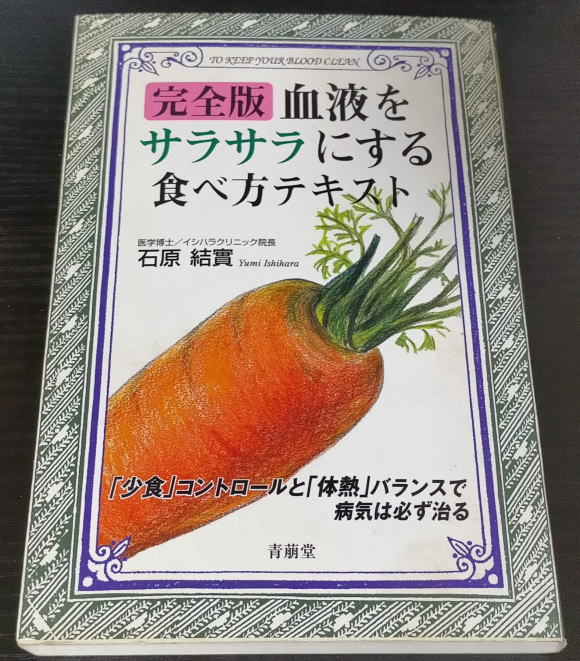 TO KEEP YOUR BLOOD CLEAN
完全版 血液を
サラサラにする
食べ方テキスト
医学博士/イシハラクリニック院長
石原 結實 Yumi Ishihara
「少食」コントロールと「体熱」バランスで
病気は必ず治る
青萠堂